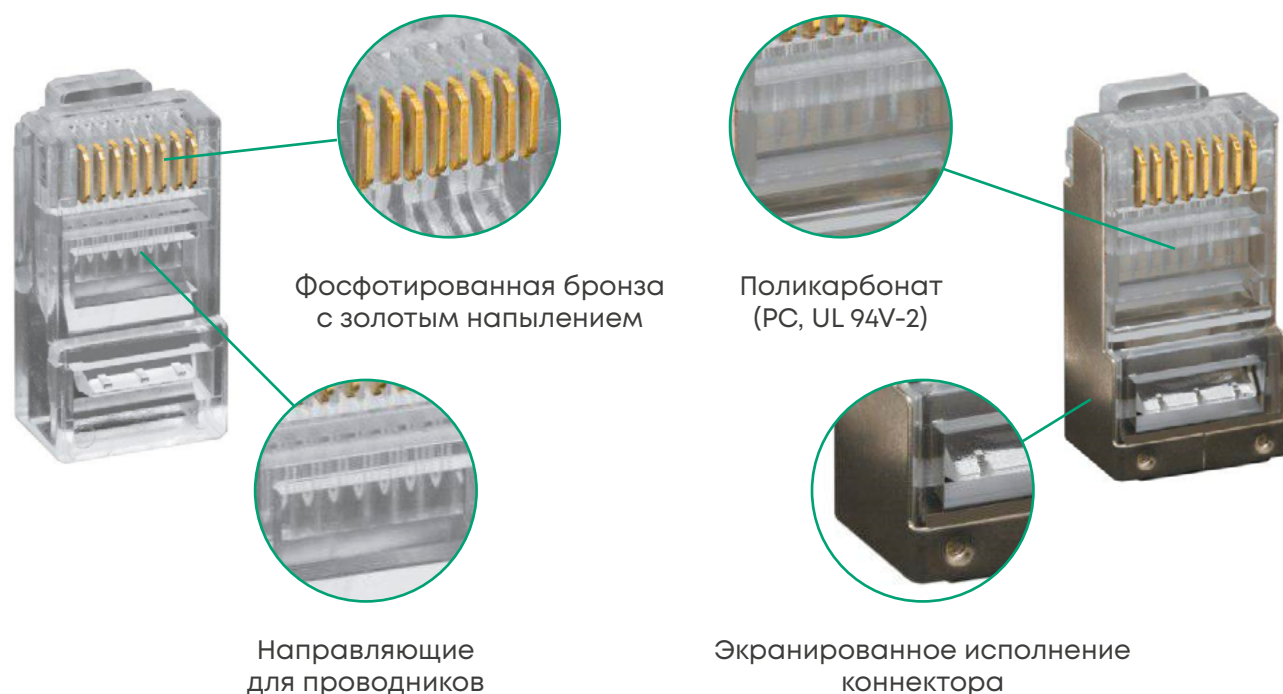 Фосфотированная бронза
с золотым напылением
Поликарбонат
(PC, UL 94V-2)
Направляющие
для проводников
Экранированное исполнение
коннектора